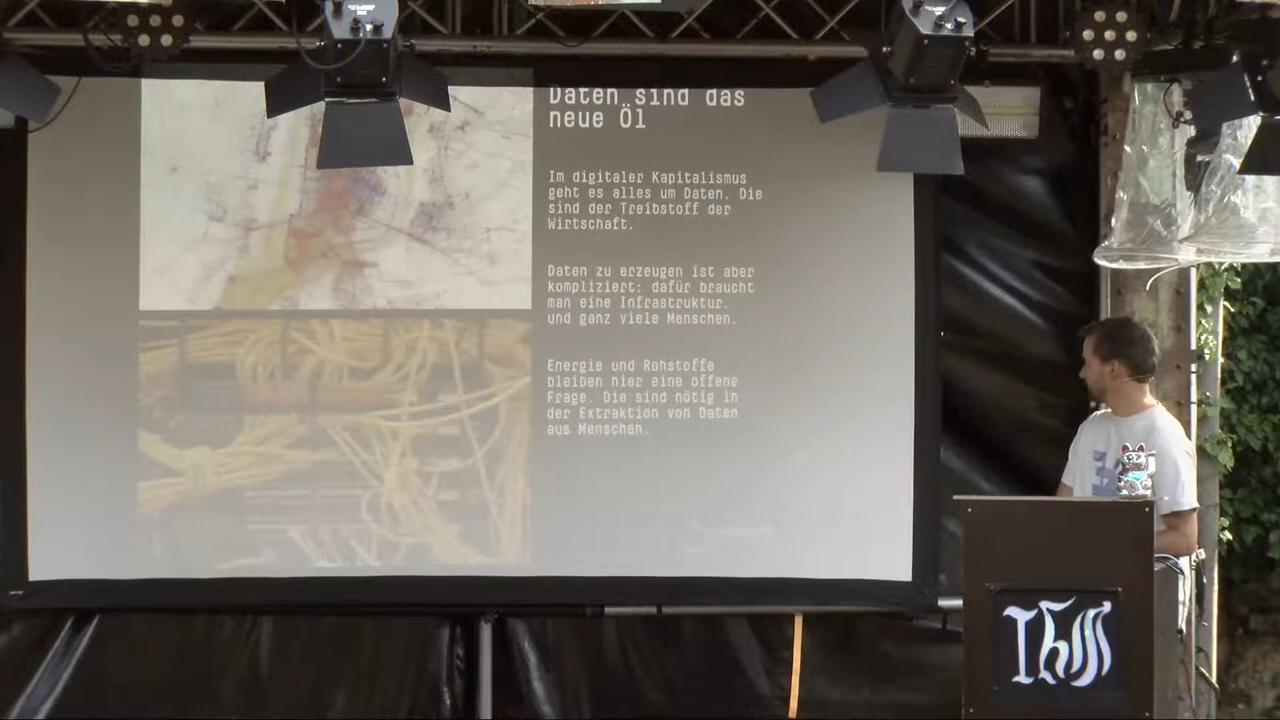 Daten sind das
neue Öl
Im digitaler Kapitalismus
geht es alles um Daten. Die
sind der Treibstoff der
Wirtschaft.
Daten zu erzeugen ist aber
kompliziert: dafür braucht
man eine Infrastruktur.
und ganz viele Menschen.
Energie und Rohstoffe
bleiben hier eine offene
Frage. Die sind nötig in
der Extraktion von Daten
aus Menschen.